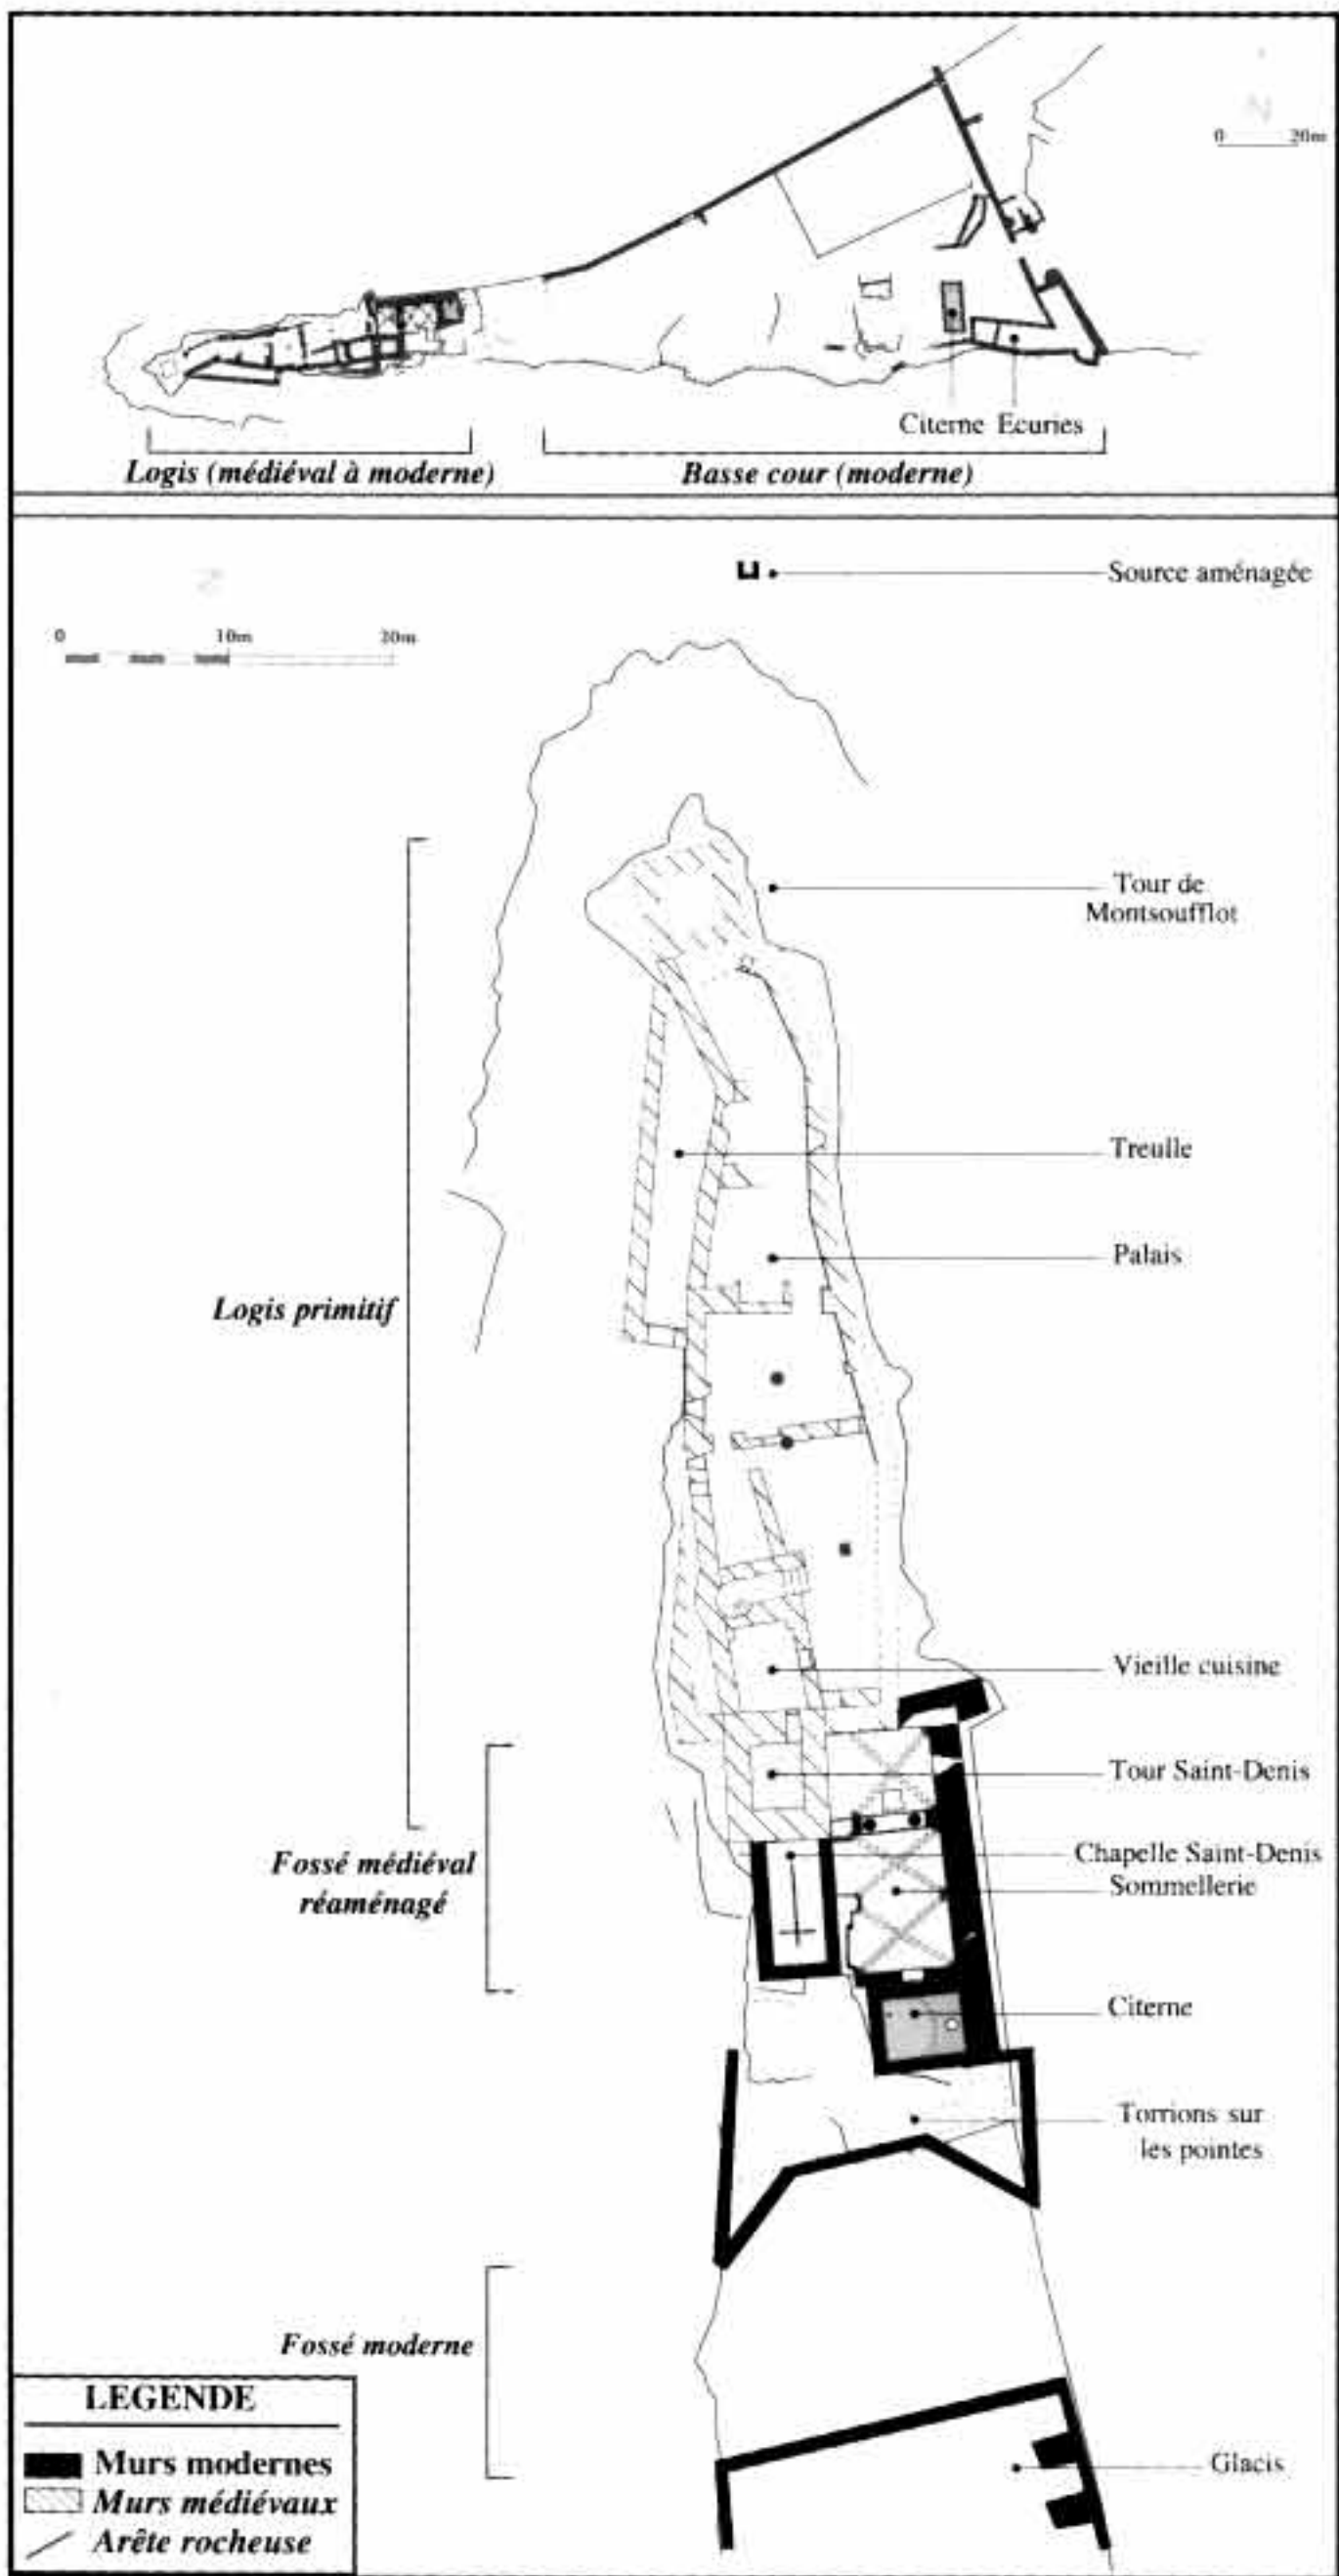 0 20m
Citerne Ecuries
Logis (médiéval à moderne)
Basse cour (moderne)
Source aménagée
0 10m 20m
Tour de
Montsoufflot
Treulle
Palais
Logis primitif
Vieille cuisine
Tour Saint-Denis
Fossé médiéval
réaménagé
Chapelle Saint-Denis
Sommellerie
Citerne
Torrions sur
les pointes
Fossé moderne
LEGENDE
Murs modernes
Murs médiévaux
Arête rocheuse
Glacis